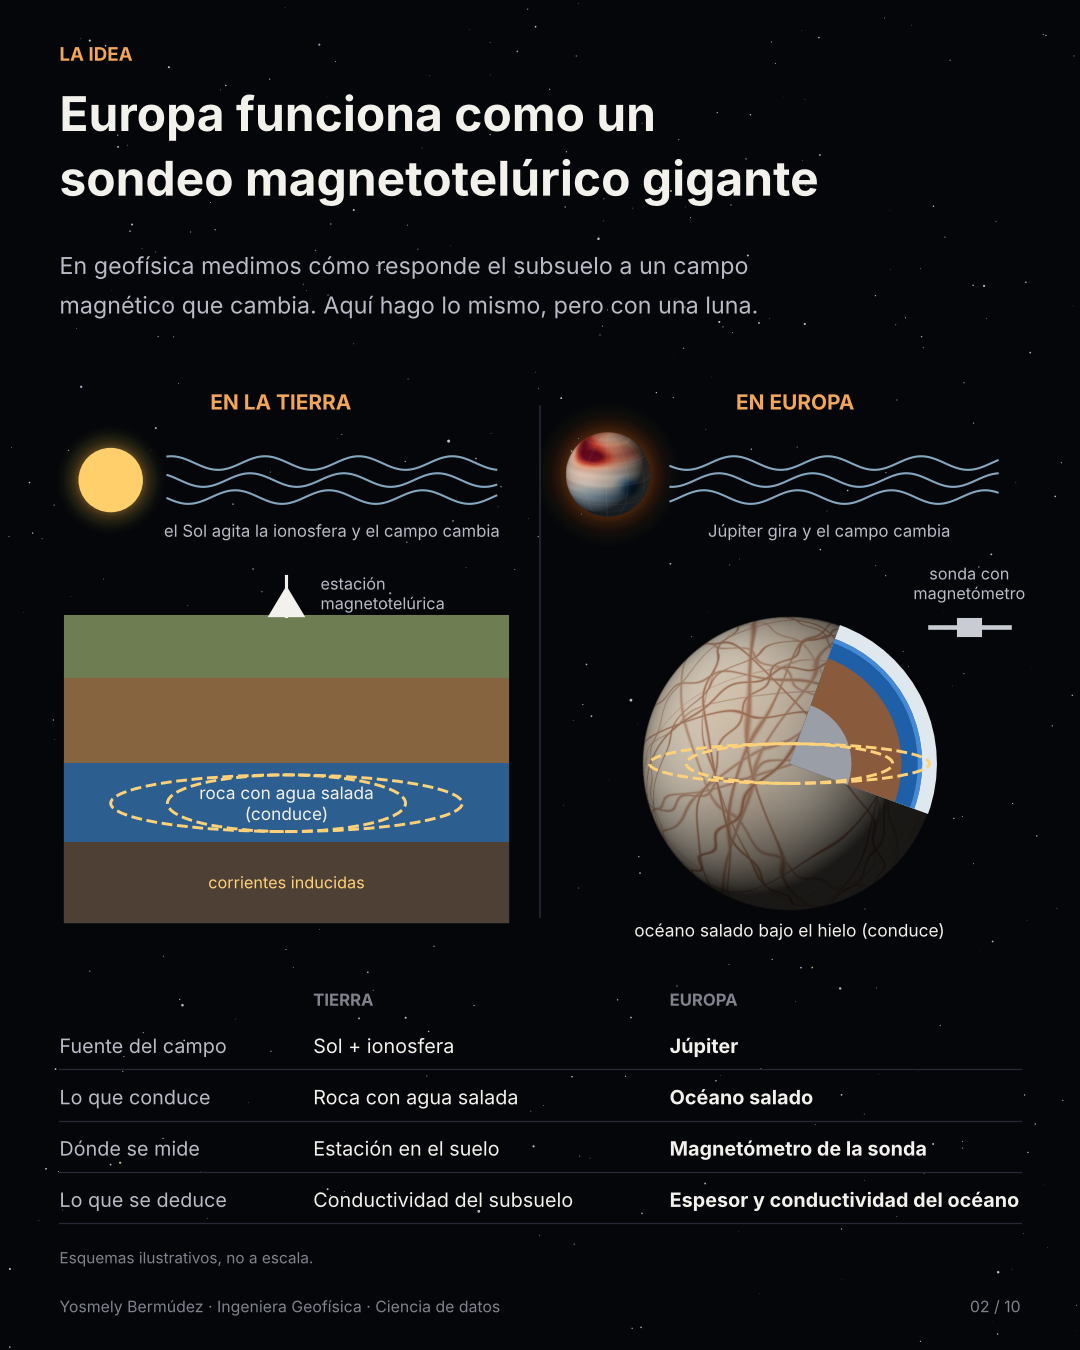 LA IDEA
Europa funciona como un
sondeo magnetotelúrico gigante
En geofísica medimos cómo responde el subsuelo a un campo
magnético que cambia. Aquí hago lo mismo, pero con una luna.
EN LA TIERRA
el Sol agita la ionosfera y el campo cambia
estación
magnetotelúrica
roca con agua salada
(conduce)
corrientes inducidas
EN EUROPA
Júpiter gira y el campo cambia
sonda con
magnetómetro
océano salado bajo el hielo (conduce)
TIERRA EUROPA
Fuente del campo Sol + ionosfera Júpiter
Lo que conduce Roca con agua salada Océano salado
Dónde se mide Estación en el suelo Magnetómetro de la sonda
Lo que se deduce Conductividad del subsuelo Espesor y conductividad del océano
Esquemas ilustrativos, no a escala.
Yosmely Bermúdez · Ingeniera Geofísica · Ciencia de datos 02 / 10